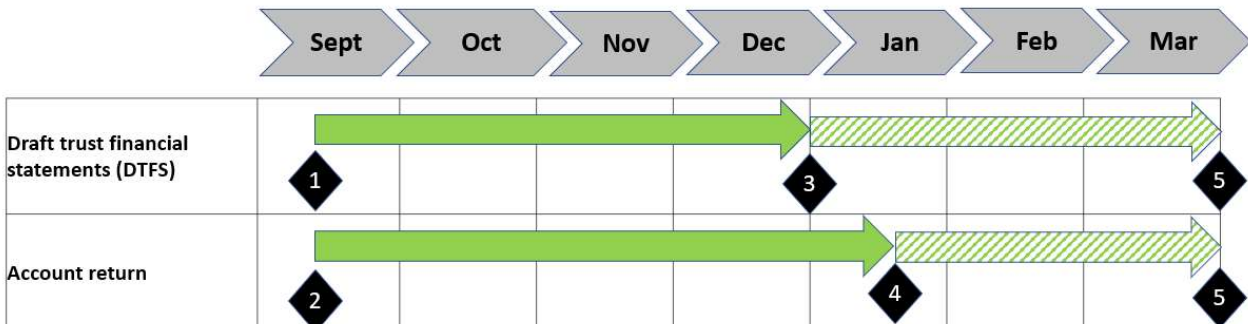 Sept Oct Nov Dec Jan Feb Mar
Draft trust financial
statements (DTFS)
1 3 5
Account return
2 4 5